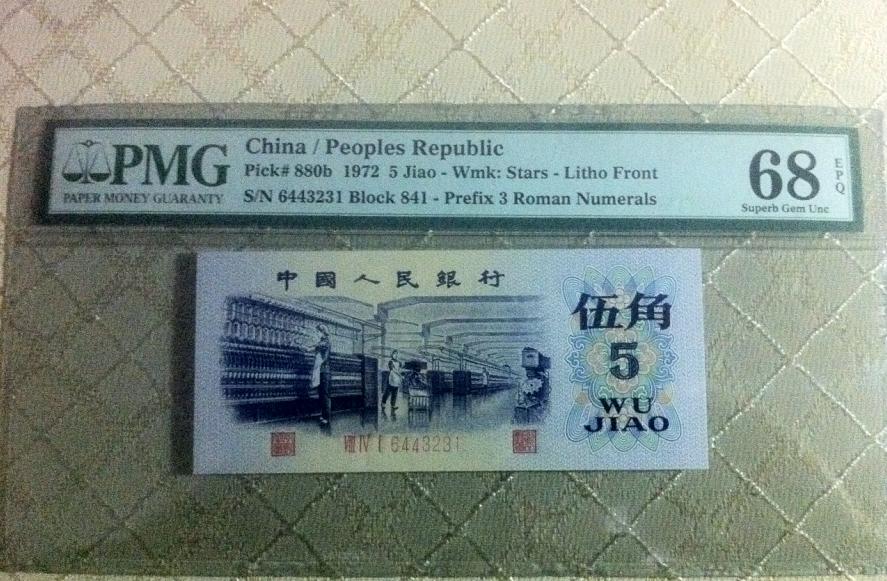 PMG
PAPER MONEY GUARANTY
China / Peoples Republic
Pick# 880b 1972 5 Jiao - Wmk: Stars - Litho Front
S/N 6443231 Block 841 - Prefix 3 Roman Numerals
68
EPQ
Superb Gem Unc
中國人民銀行
伍角
5
WU
JIAO
VIII IV I 6443231